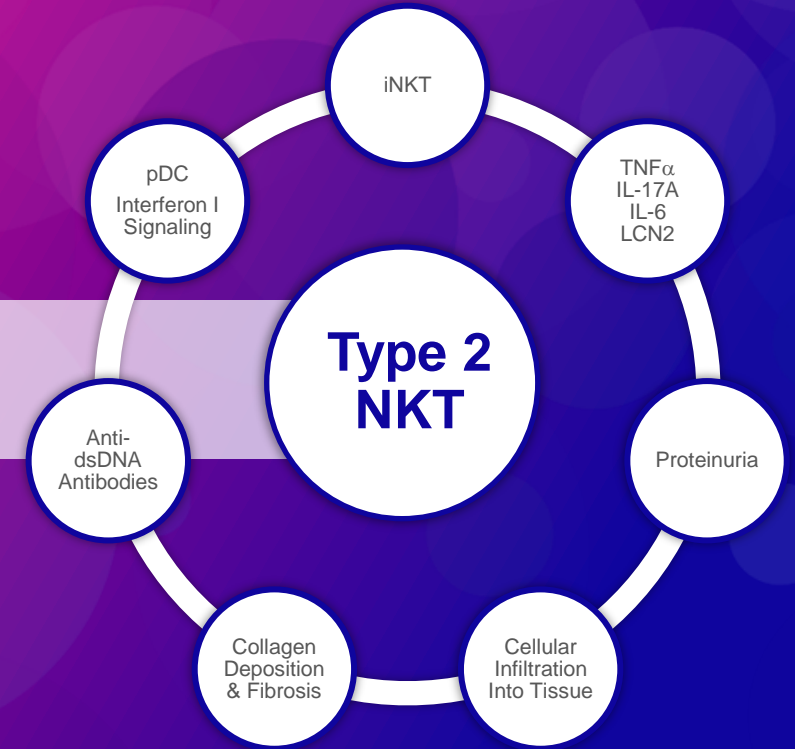 iNKT
TNFα
IL-17A
IL-6
LCN2
Proteinuria
Cellular
Infiltration
Into Tissue
Collagen
Deposition
& Fibrosis
Anti-
dsDNA
Antibodies
pDC
Interferon I
Signaling
Type 2
NKT